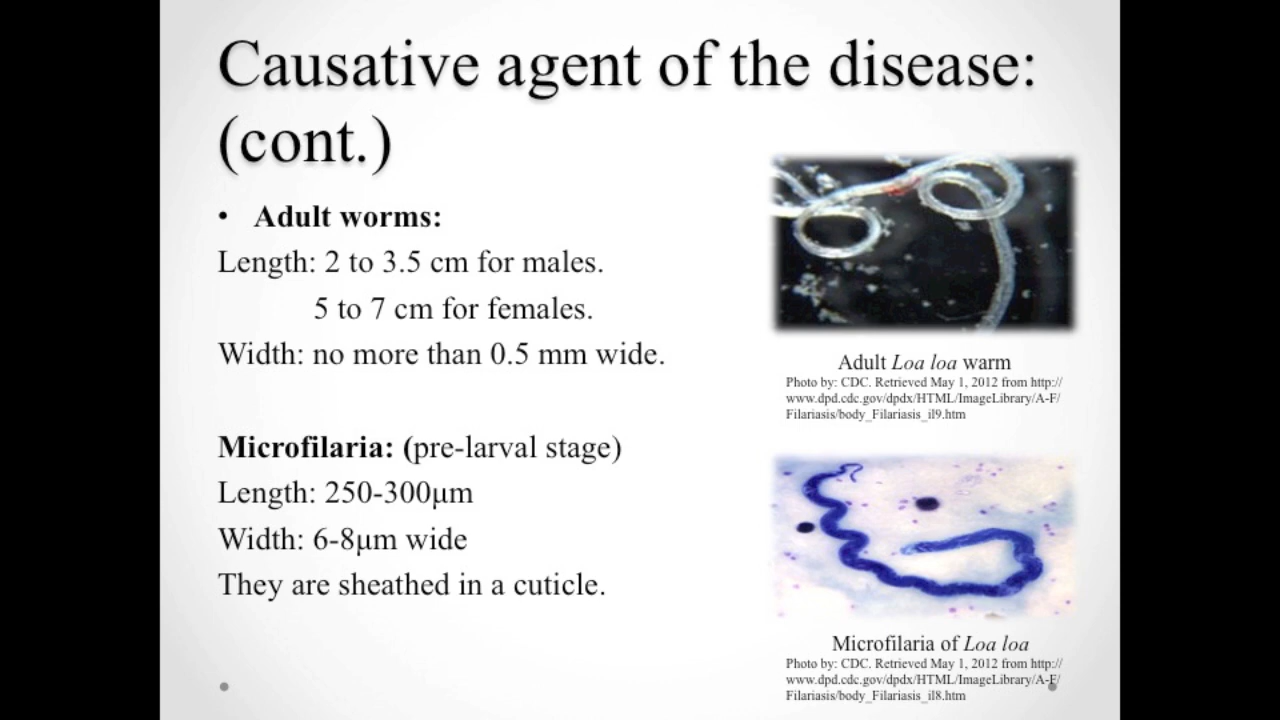 Causative agent of the disease:
(cont.)
• Adult worms:
Length: 2 to 3.5 cm for males.
5 to 7 cm for females.
Width: no more than 0.5 mm wide.
Microfilaria: (pre-larval stage)
Length: 250-300μm
Width: 6-8μm wide
They are sheathed in a cuticle.
Adult Loa loa warm
Photo by: CDC. Retrieved May 1, 2012 from http://
www.dpd.cdc.gov/dpdx/HTML/ImageLibrary/A-F/
Filariasis/body_Filariasis_il9.htm
Microfilaria of Loa loa
Photo by: CDC. Retrieved May 1, 2012 from http://
www.dpd.cdc.gov/dpdx/HTML/ImageLibrary/A-F/
Filariasis/body_Filariasis_il8.htm